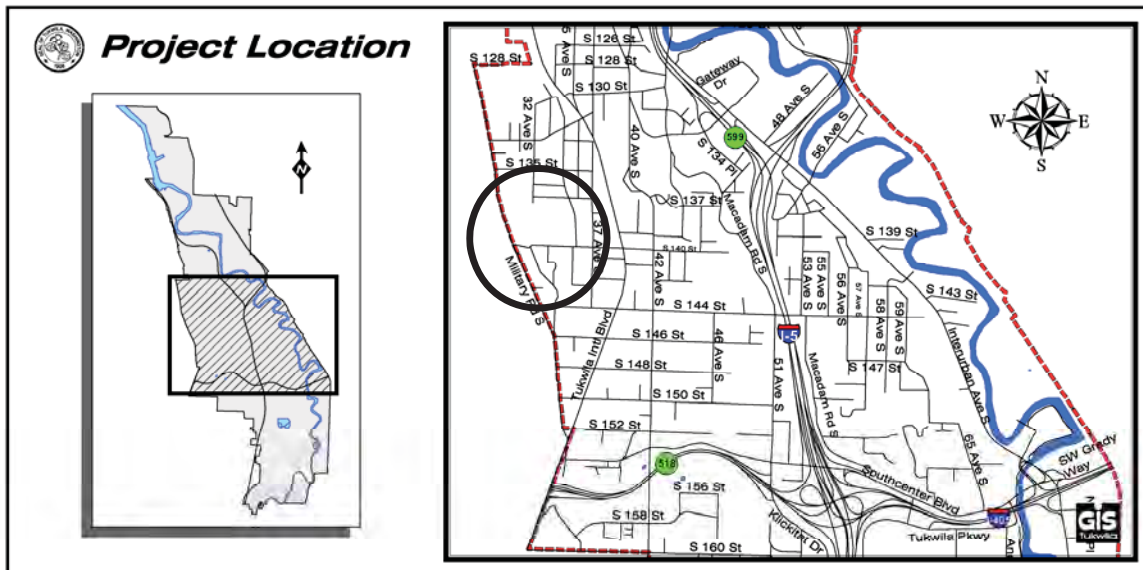 Project Location
N
N
W E
S
S 126 St
5 Ave S
S 128 St
S 128 St
S 130 St
Gateway Dr
48 Ave S
32 Ave S
40 Ave S
599
56 Ave S
S 134 Pl
S 135 St
S 137 St
Macadam Rd S
37 Ave S
S 139 St
S 140 St
Military Rd S
42 Ave S
53 Ave S
55 Ave S
56 Ave S
57 Ave S
58 Ave S
59 Ave S
S 143 St
S 144 St
Tukwila Intl Blvd
S 146 St
46 Ave S
I-5
Interurban Ave S
S 148 St
51 Ave S
Macadam Rd S
S 147 St
S 150 St
S 152 St
65 Ave S
SW Grady Way
518
Southcenter Blvd
S 156 St
S 158 St
Klickitat Dr
Tukwila Pkwy
S 160 St
GIS
Tukwila